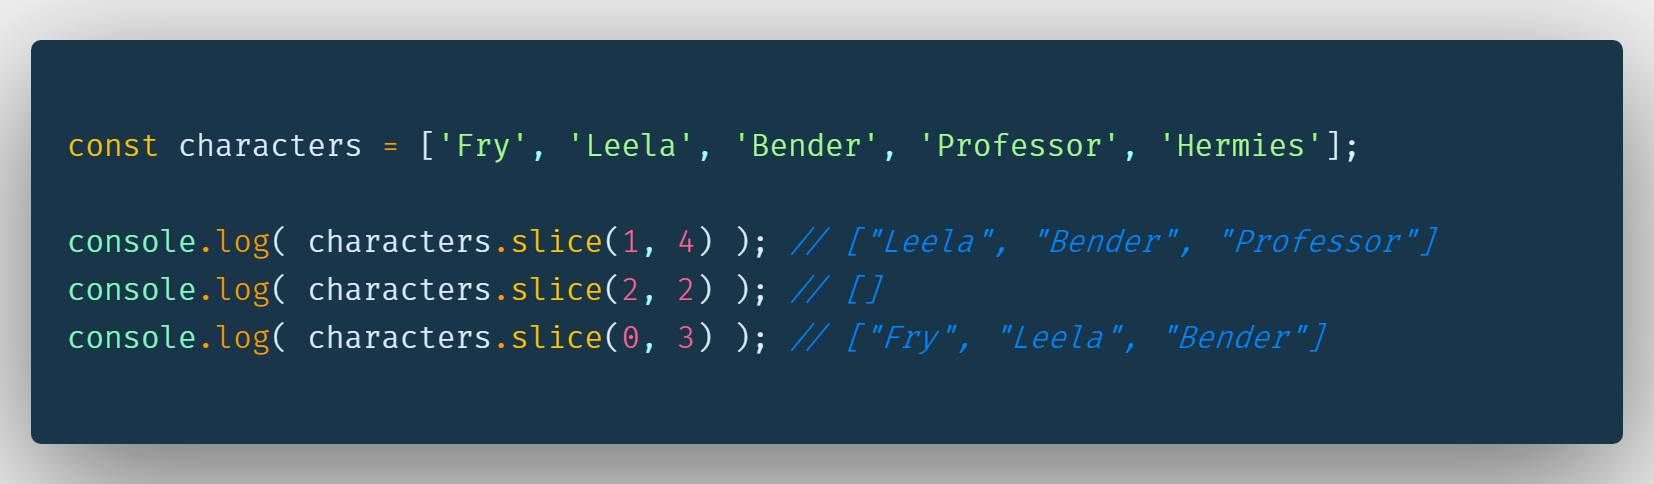 const characters = ['Fry', 'Leela', 'Bender', 'Professor', 'Hermies'];
console.log( characters.slice(1, 4) ); // ["Leela", "Bender", "Professor"]
console.log( characters.slice(2, 2) ); // []
console.log( characters.slice(0, 3) ); // ["Fry", "Leela", "Bender"]